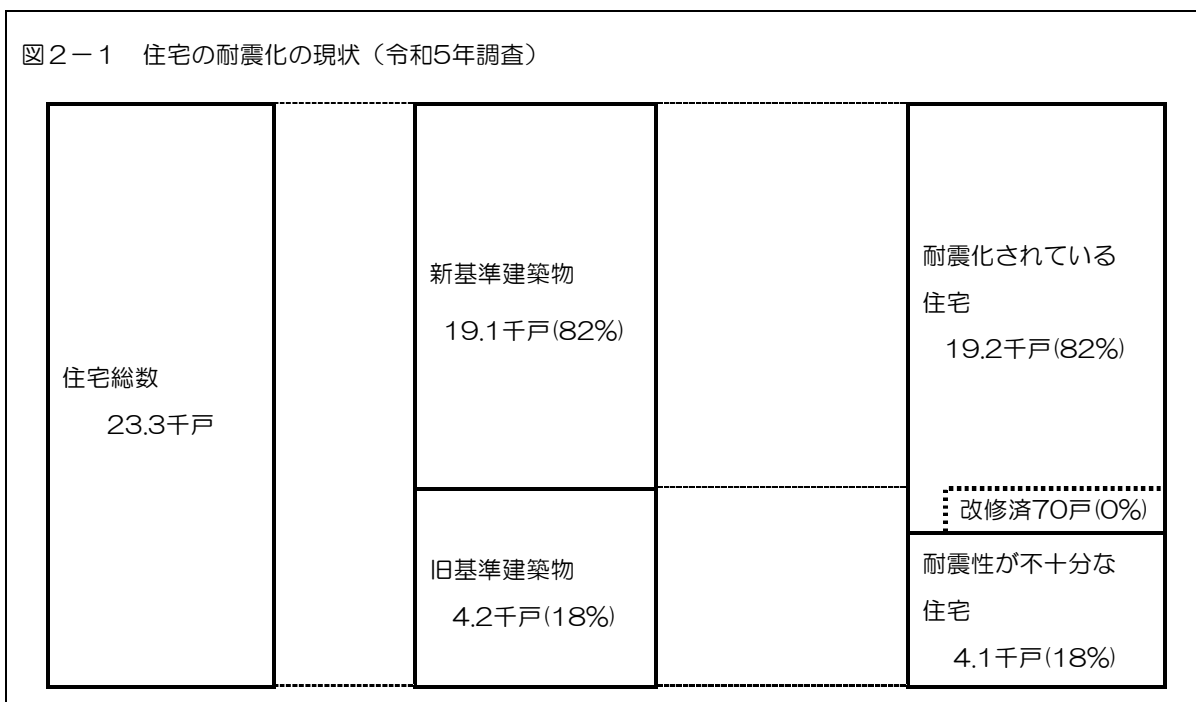 図2－1　住宅の耐震化の現状（令和5年調査）
住宅総数
23.3千戸
新基準建築物
19.1千戸(82%)
旧基準建築物
4.2千戸(18%)
耐震化されている
住宅
19.2千戸(82%)
改修済70戸(0%)
耐震性が不十分な
住宅
4.1千戸(18%)